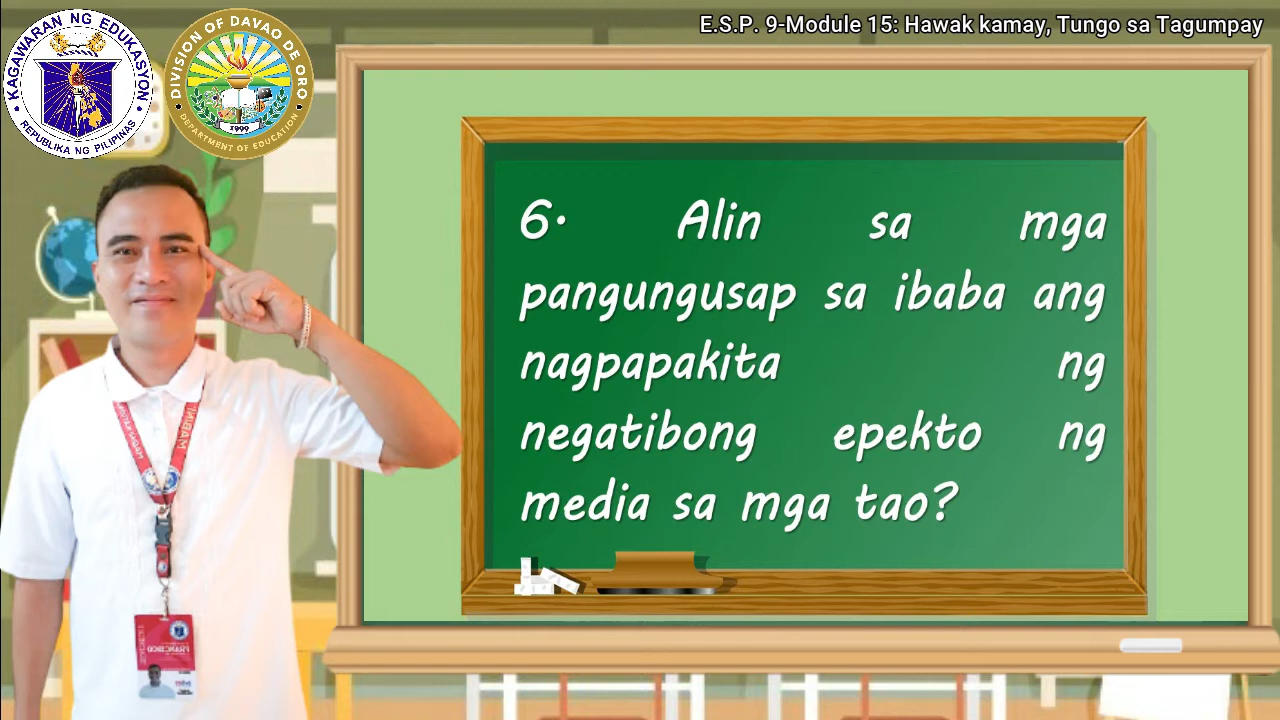 E.S.P. 9-Module 15: Hawak kamay, Tungo sa Tagumpay
KAGAWARAN NG EDUKASYON
REPUBLIKA NG PILIPINAS
DIVISION OF DAVAO DE ORO
1999
DEPARTMENT OF EDUCATION
6. Alin sa mga
pangungusap sa ibaba ang
nagpapakita ng
negatibong epekto ng
media sa mga tao?
MABINI
FRANCISCO